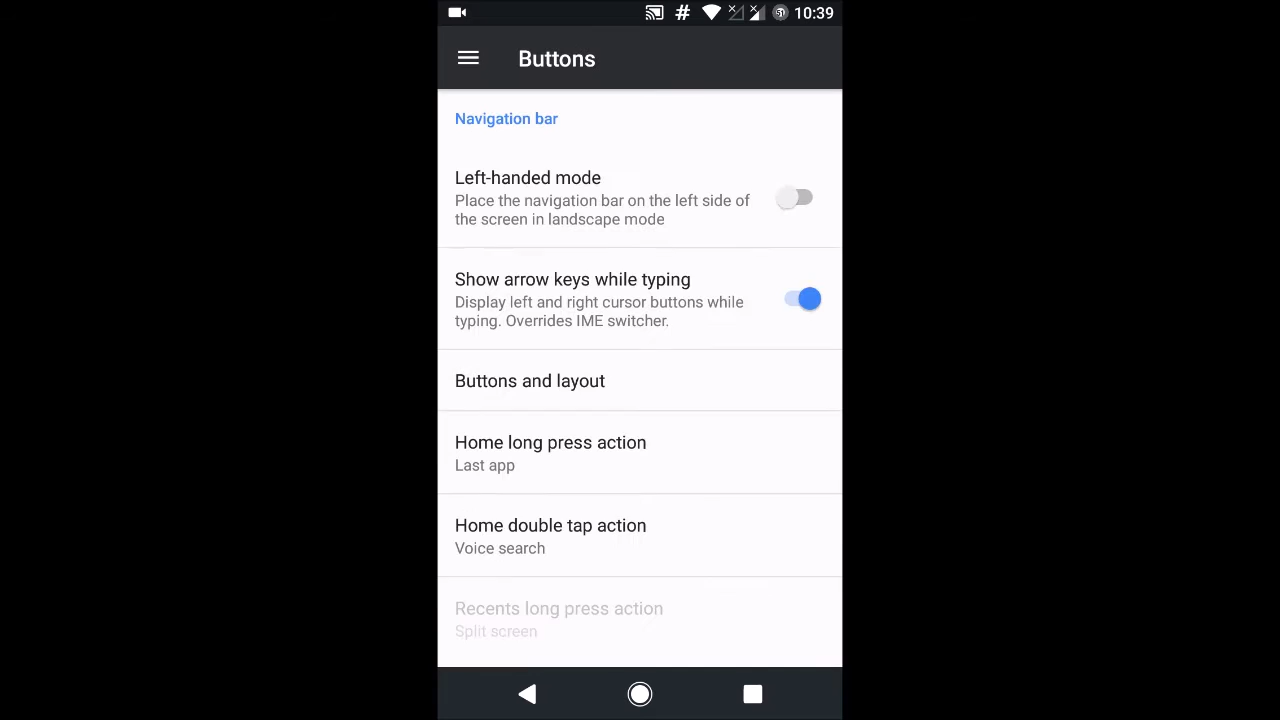 # 51 10:39
Buttons
Navigation bar
Left-handed mode
Place the navigation bar on the left side of
the screen in landscape mode
Show arrow keys while typing
Display left and right cursor buttons while
typing. Overrides IME switcher.
Buttons and layout
Home long press action
Last app
Home double tap action
Voice search
Recents long press action
Split screen